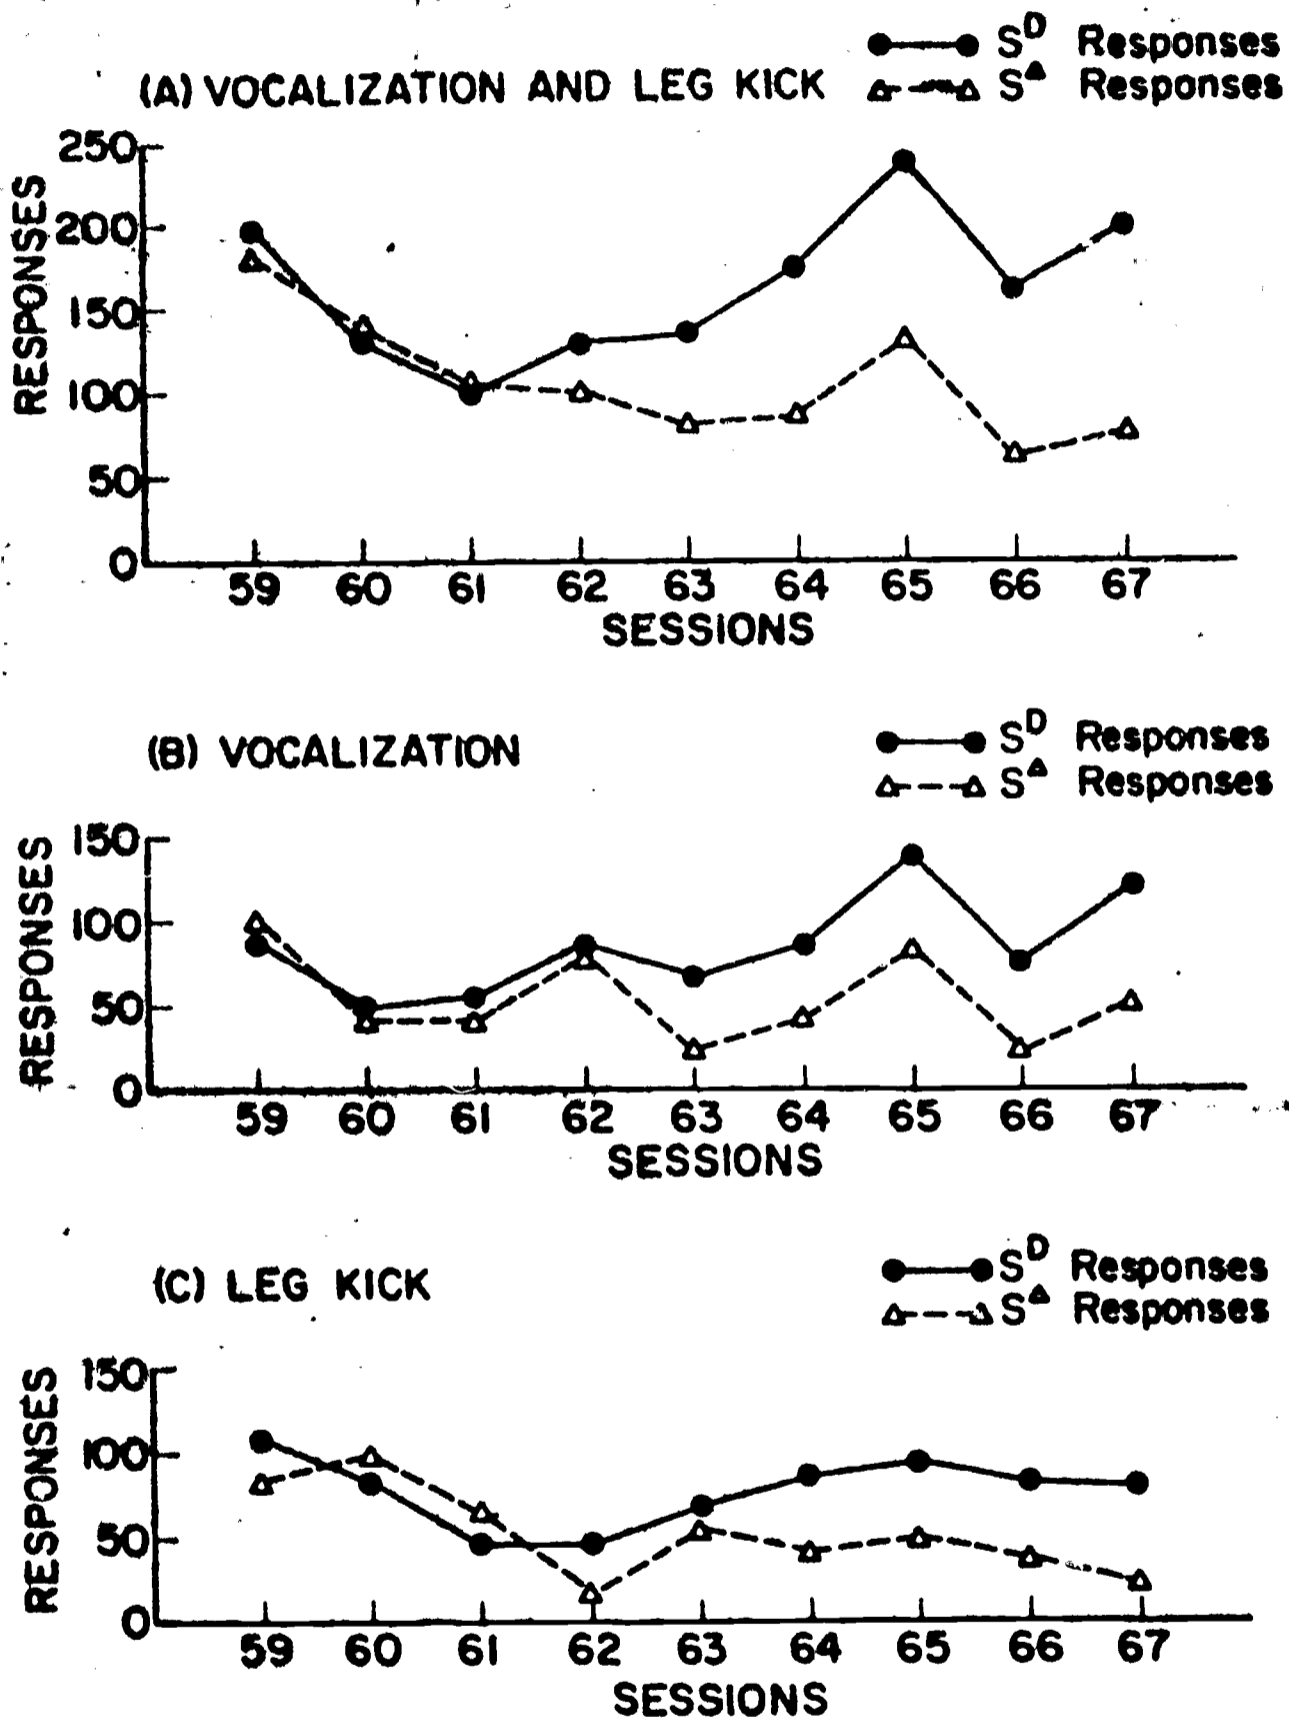 S^D Responses
(A) VOCALIZATION AND LEG KICK S^Δ Responses
250
200
150
100
50
0
RESPONSES
59 60 61 62 63 64 65 66 67
SESSIONS
(B) VOCALIZATION
S^D Responses
S^Δ Responses
150
100
50
0
RESPONSES
59 60 61 62 63 64 65 66 67
SESSIONS
(C) LEG KICK
S^D Responses
S^Δ Responses
150
100
50
0
RESPONSES
59 60 61 62 63 64 65 66 67
SESSIONS